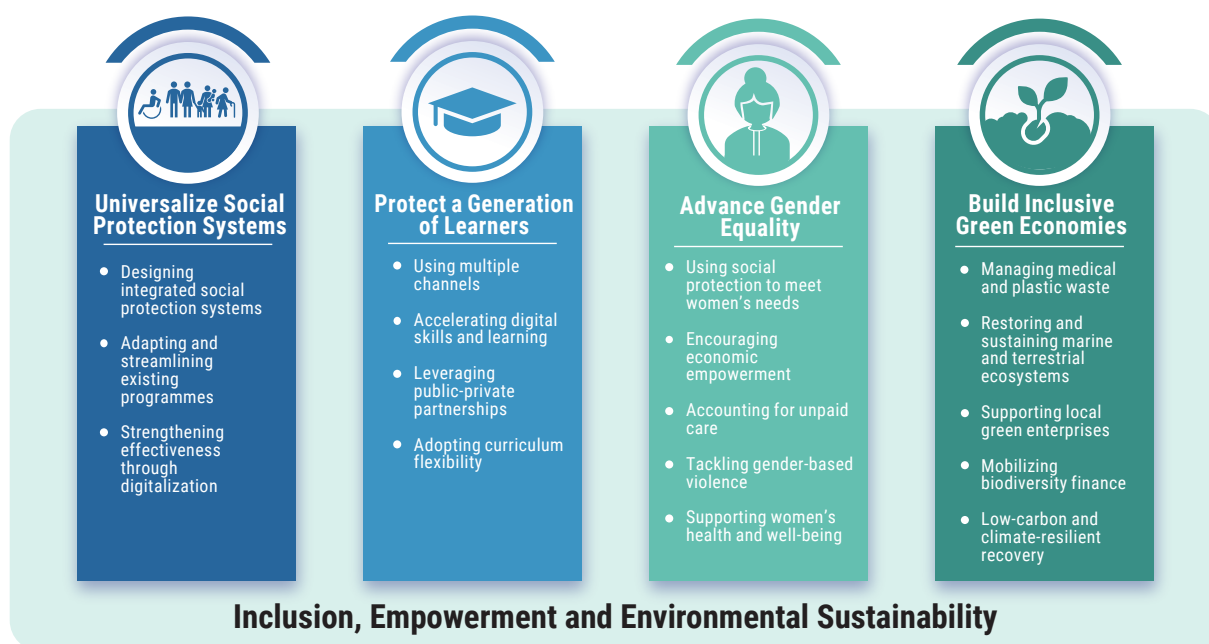 Universalize Social
Protection Systems
Designing
integrated social
protection systems
Adapting and
streamlining
existing
programmes
Strengthening
effectiveness
through
digitalization
Protect a Generation
of Learners
Using multiple
channels
Accelerating digital
skills and learning
Leveraging
public-private
partnerships
Adopting curriculum
flexibility
Advance Gender
Equality
Using social
protection to meet
women’s needs
Encouraging
economic
empowerment
Accounting for unpaid
care
Tackling gender-based
violence
Supporting women’s
health and well-being
Build Inclusive
Green Economies
Managing medical
and plastic waste
Restoring and
sustaining marine
and terrestrial
ecosystems
Supporting local
green enterprises
Mobilizing
biodiversity finance
Low-carbon and
climate-resilient
recovery
Inclusion, Empowerment and Environmental Sustainability